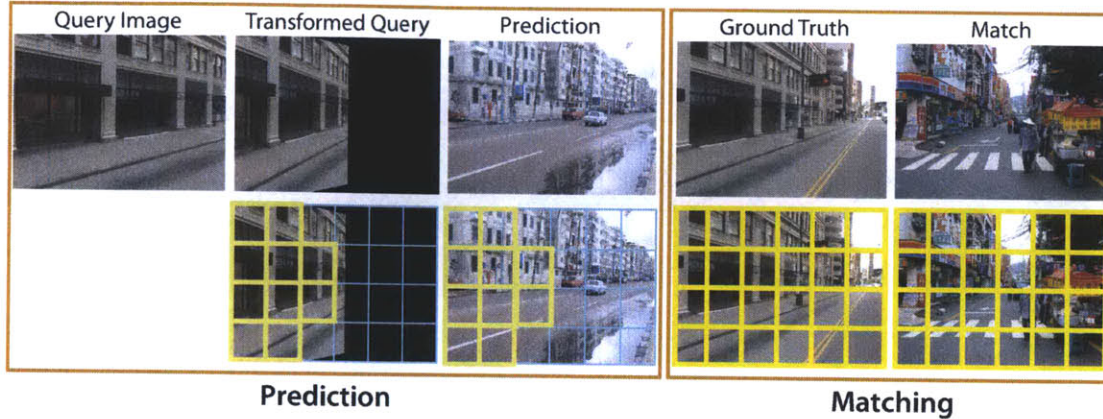 Query Image
Transformed Query
Prediction
Ground Truth
Match
Prediction
Matching